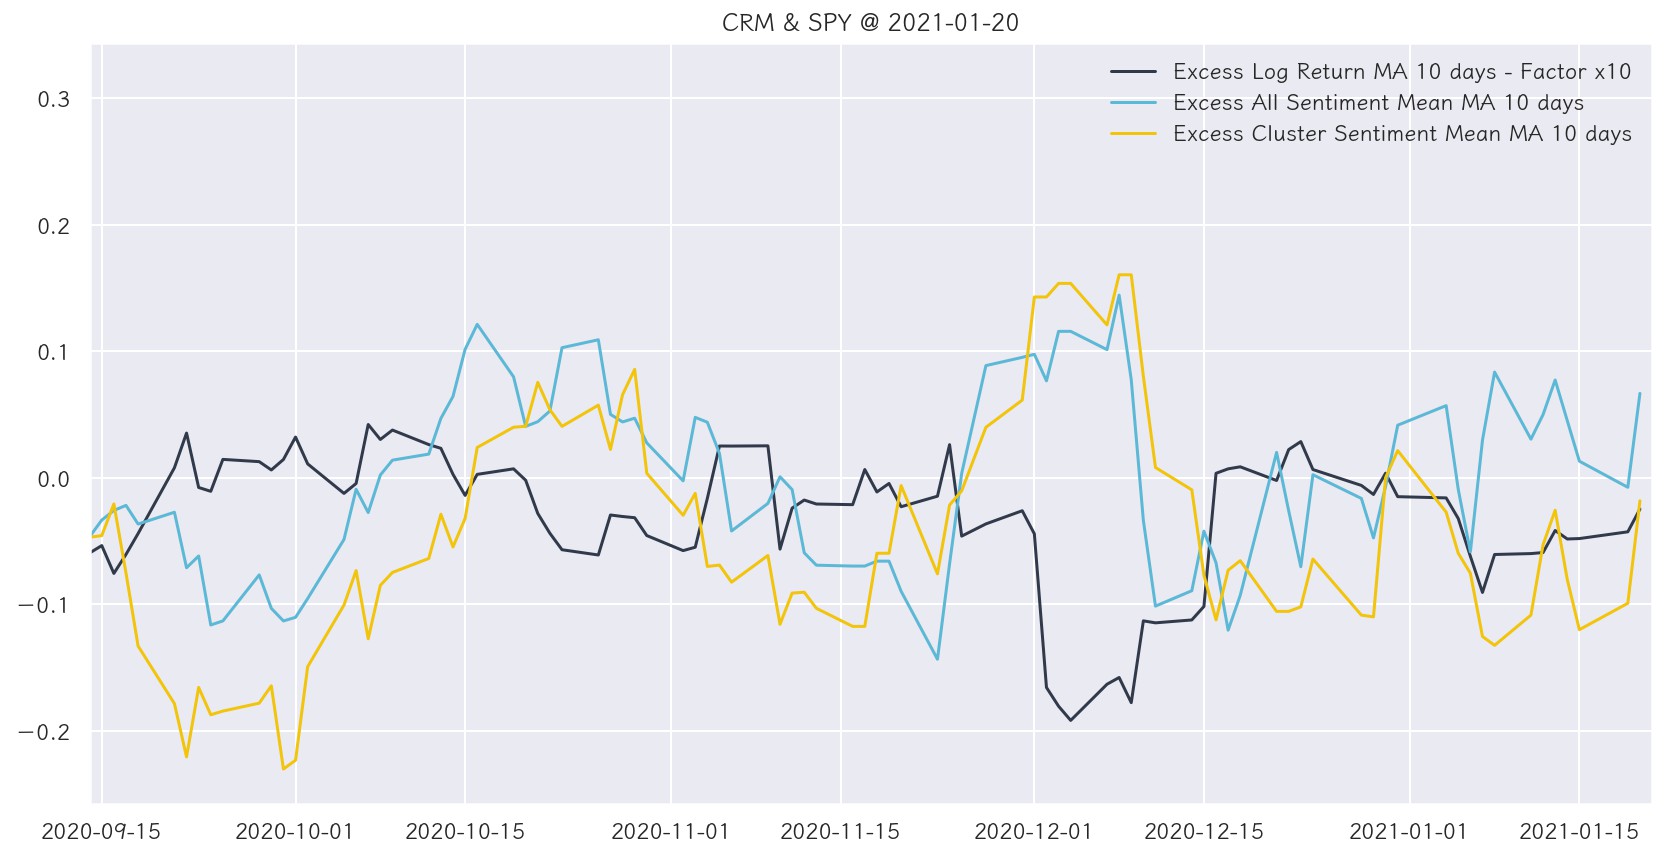 CRM & SPY @ 2021-01-20
Excess Log Return MA 10 days - Factor x10
Excess All Sentiment Mean MA 10 days
Excess Cluster Sentiment Mean MA 10 days
0.3
0.2
0.1
0.0
−0.1
−0.2
2020-09-15 2020-10-01 2020-10-15 2020-11-01 2020-11-15 2020-12-01 2020-12-15 2021-01-01 2021-01-15